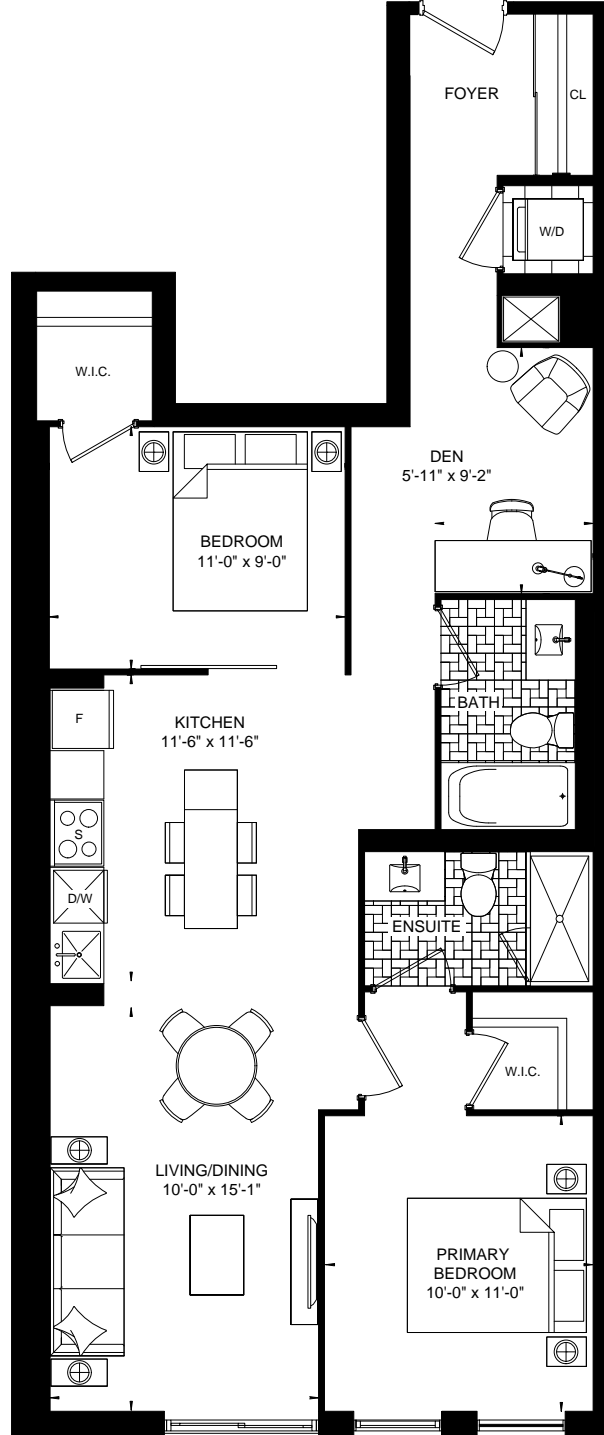 FOYER
CL
W/D
W.I.C.
DEN
5'-11" x 9'-2"
BEDROOM
11'-0" x 9'-0"
BATH
F
KITCHEN
11'-6" x 11'-6"
S
D/W
ENSUITE
W.I.C.
LIVING/DINING
10'-0" x 15'-1"
PRIMARY
BEDROOM
10'-0" x 11'-0"